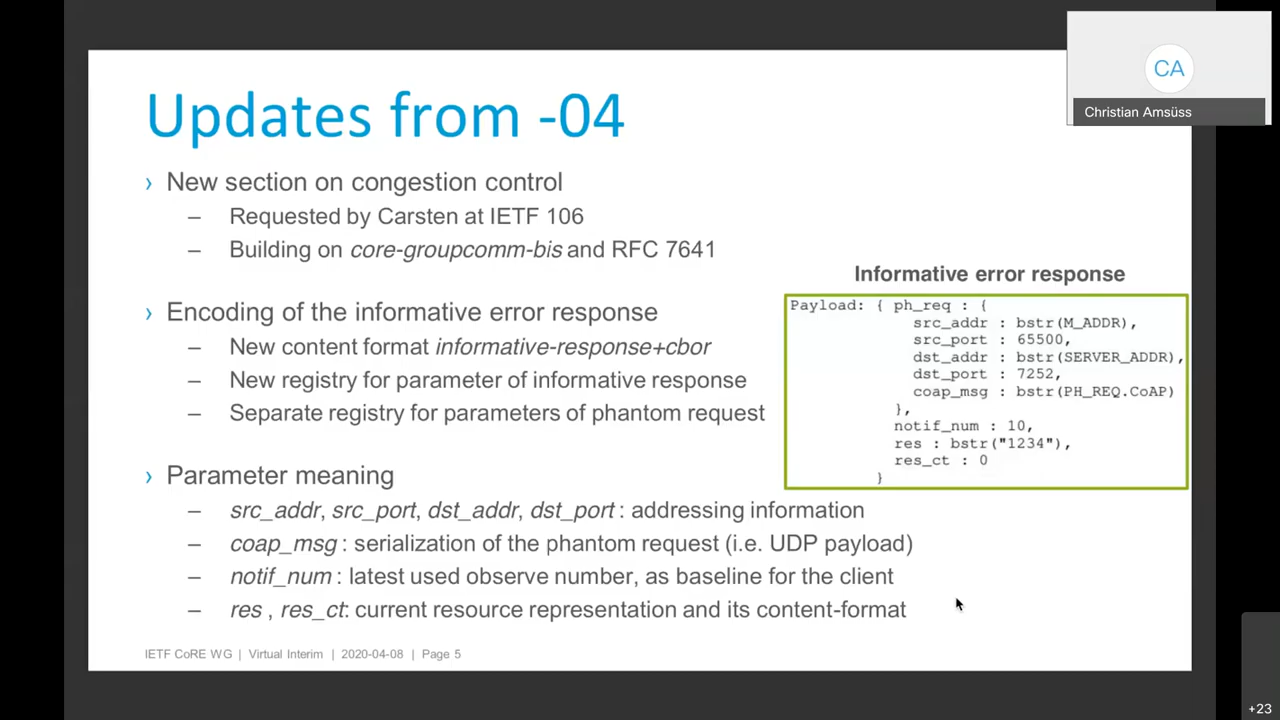 Updates from -04
› New section on congestion control
– Requested by Carsten at IETF 106
– Building on core-groupcomm-bis and RFC 7641
› Encoding of the informative error response
– New content format informative-response+cbor
– New registry for parameter of informative response
– Separate registry for parameters of phantom request
› Parameter meaning
– src_addr, src_port, dst_addr, dst_port : addressing information
– coap_msg : serialization of the phantom request (i.e. UDP payload)
– notif_num : latest used observe number, as baseline for the client
– res , res_ct: current resource representation and its content-format
Informative error response
Payload: { ph_req : {
src_addr : bstr(M_ADDR),
src_port : 65500,
dst_addr : bstr(SERVER_ADDR),
dst_port : 7252,
coap_msg : bstr(PH_REQ.CoAP)
},
notif_num : 10,
res : bstr("1234"),
res_ct : 0
}
IETF CoRE WG | Virtual Interim | 2020-04-08 | Page 5
CA
Christian Amsüss
+23